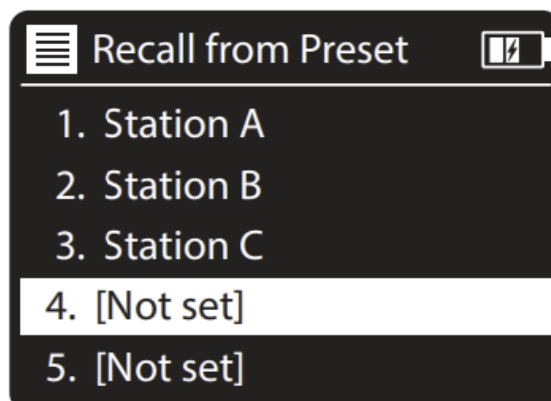 Recall from Preset
1. Station A
2. Station B
3. Station C
4. [Not set]
5. [Not set]